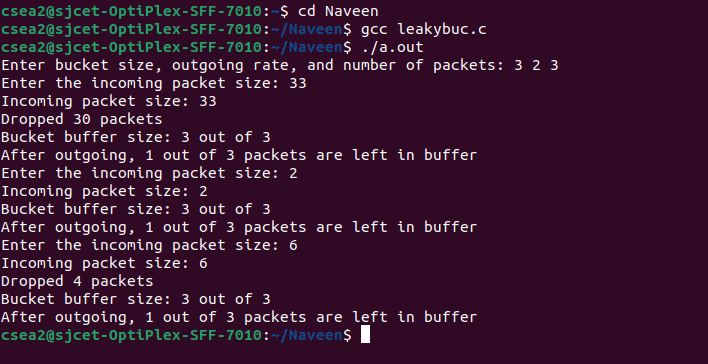 csea2@sjcet-OptiPlex-SFF-7010:~$ cd Naveen
csea2@sjcet-OptiPlex-SFF-7010:~/Naveen$ gcc leakybuc.c
csea2@sjcet-OptiPlex-SFF-7010:~/Naveen$ ./a.out
Enter bucket size, outgoing rate, and number of packets: 3 2 3
Enter the incoming packet size: 33
Incoming packet size: 33
Dropped 30 packets
Bucket buffer size: 3 out of 3
After outgoing, 1 out of 3 packets are left in buffer
Enter the incoming packet size: 2
Incoming packet size: 2
Bucket buffer size: 3 out of 3
After outgoing, 1 out of 3 packets are left in buffer
Enter the incoming packet size: 6
Incoming packet size: 6
Dropped 4 packets
Bucket buffer size: 3 out of 3
After outgoing, 1 out of 3 packets are left in buffer
csea2@sjcet-OptiPlex-SFF-7010:~/Naveen$